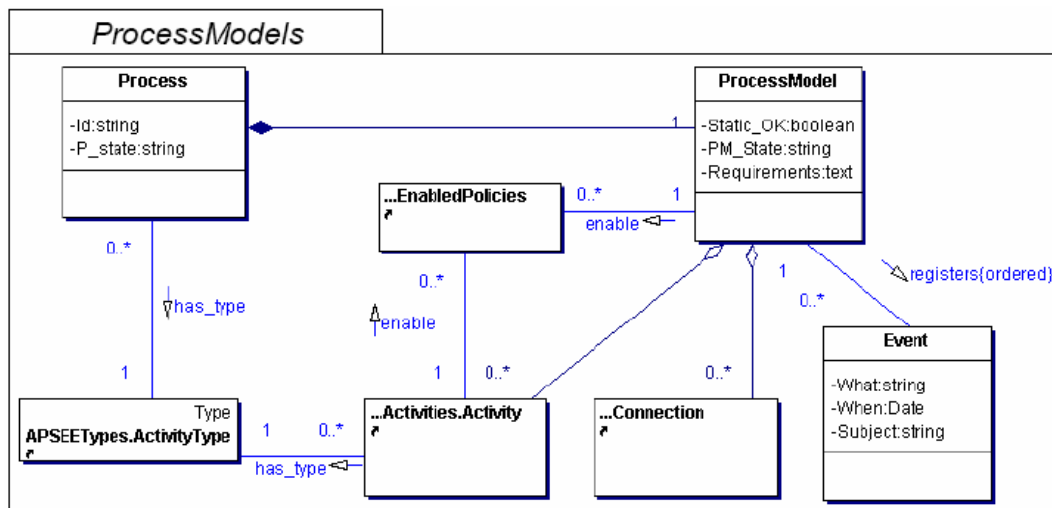 ProcessModels
Process
-Id:string
-P_state:string
ProcessModel
-Static_OK:boolean
-PM_State:string
-Requirements:text
1
...EnabledPolicies
0..*
1
enable
0..*
has_type
1
0..*
enable
1
0..*
0..*
1
0..*
registers{ordered}
Event
-What:string
-When:Date
-Subject:string
Type
APSEETypes.ActivityType
1
0..*
has_type
...Activities.Activity
...Connection